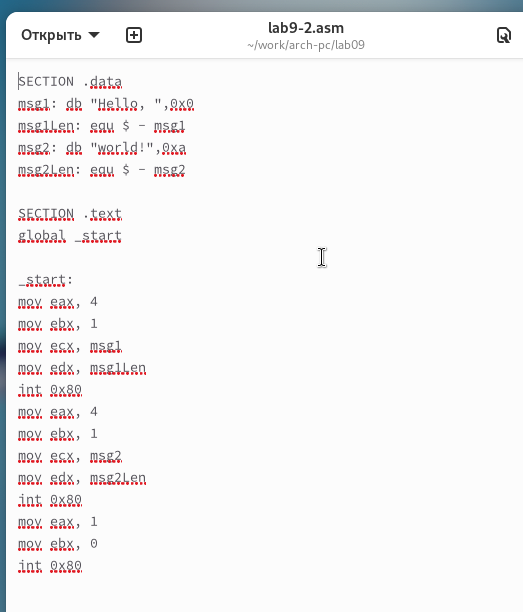 Открыть
lab9-2.asm
~/work/arch-pc/lab09
SECTION .data
msg1: db "Hello, ",0x0
msg1Len: equ $ - msg1
msg2: db "world!",0xa
msg2Len: equ $ - msg2
SECTION .text
global _start
_start:
mov eax, 4
mov ebx, 1
mov ecx, msg1
mov edx, msg1Len
int 0x80
mov eax, 4
mov ebx, 1
mov ecx, msg2
mov edx, msg2Len
int 0x80
mov eax, 1
mov ebx, 0
int 0x80